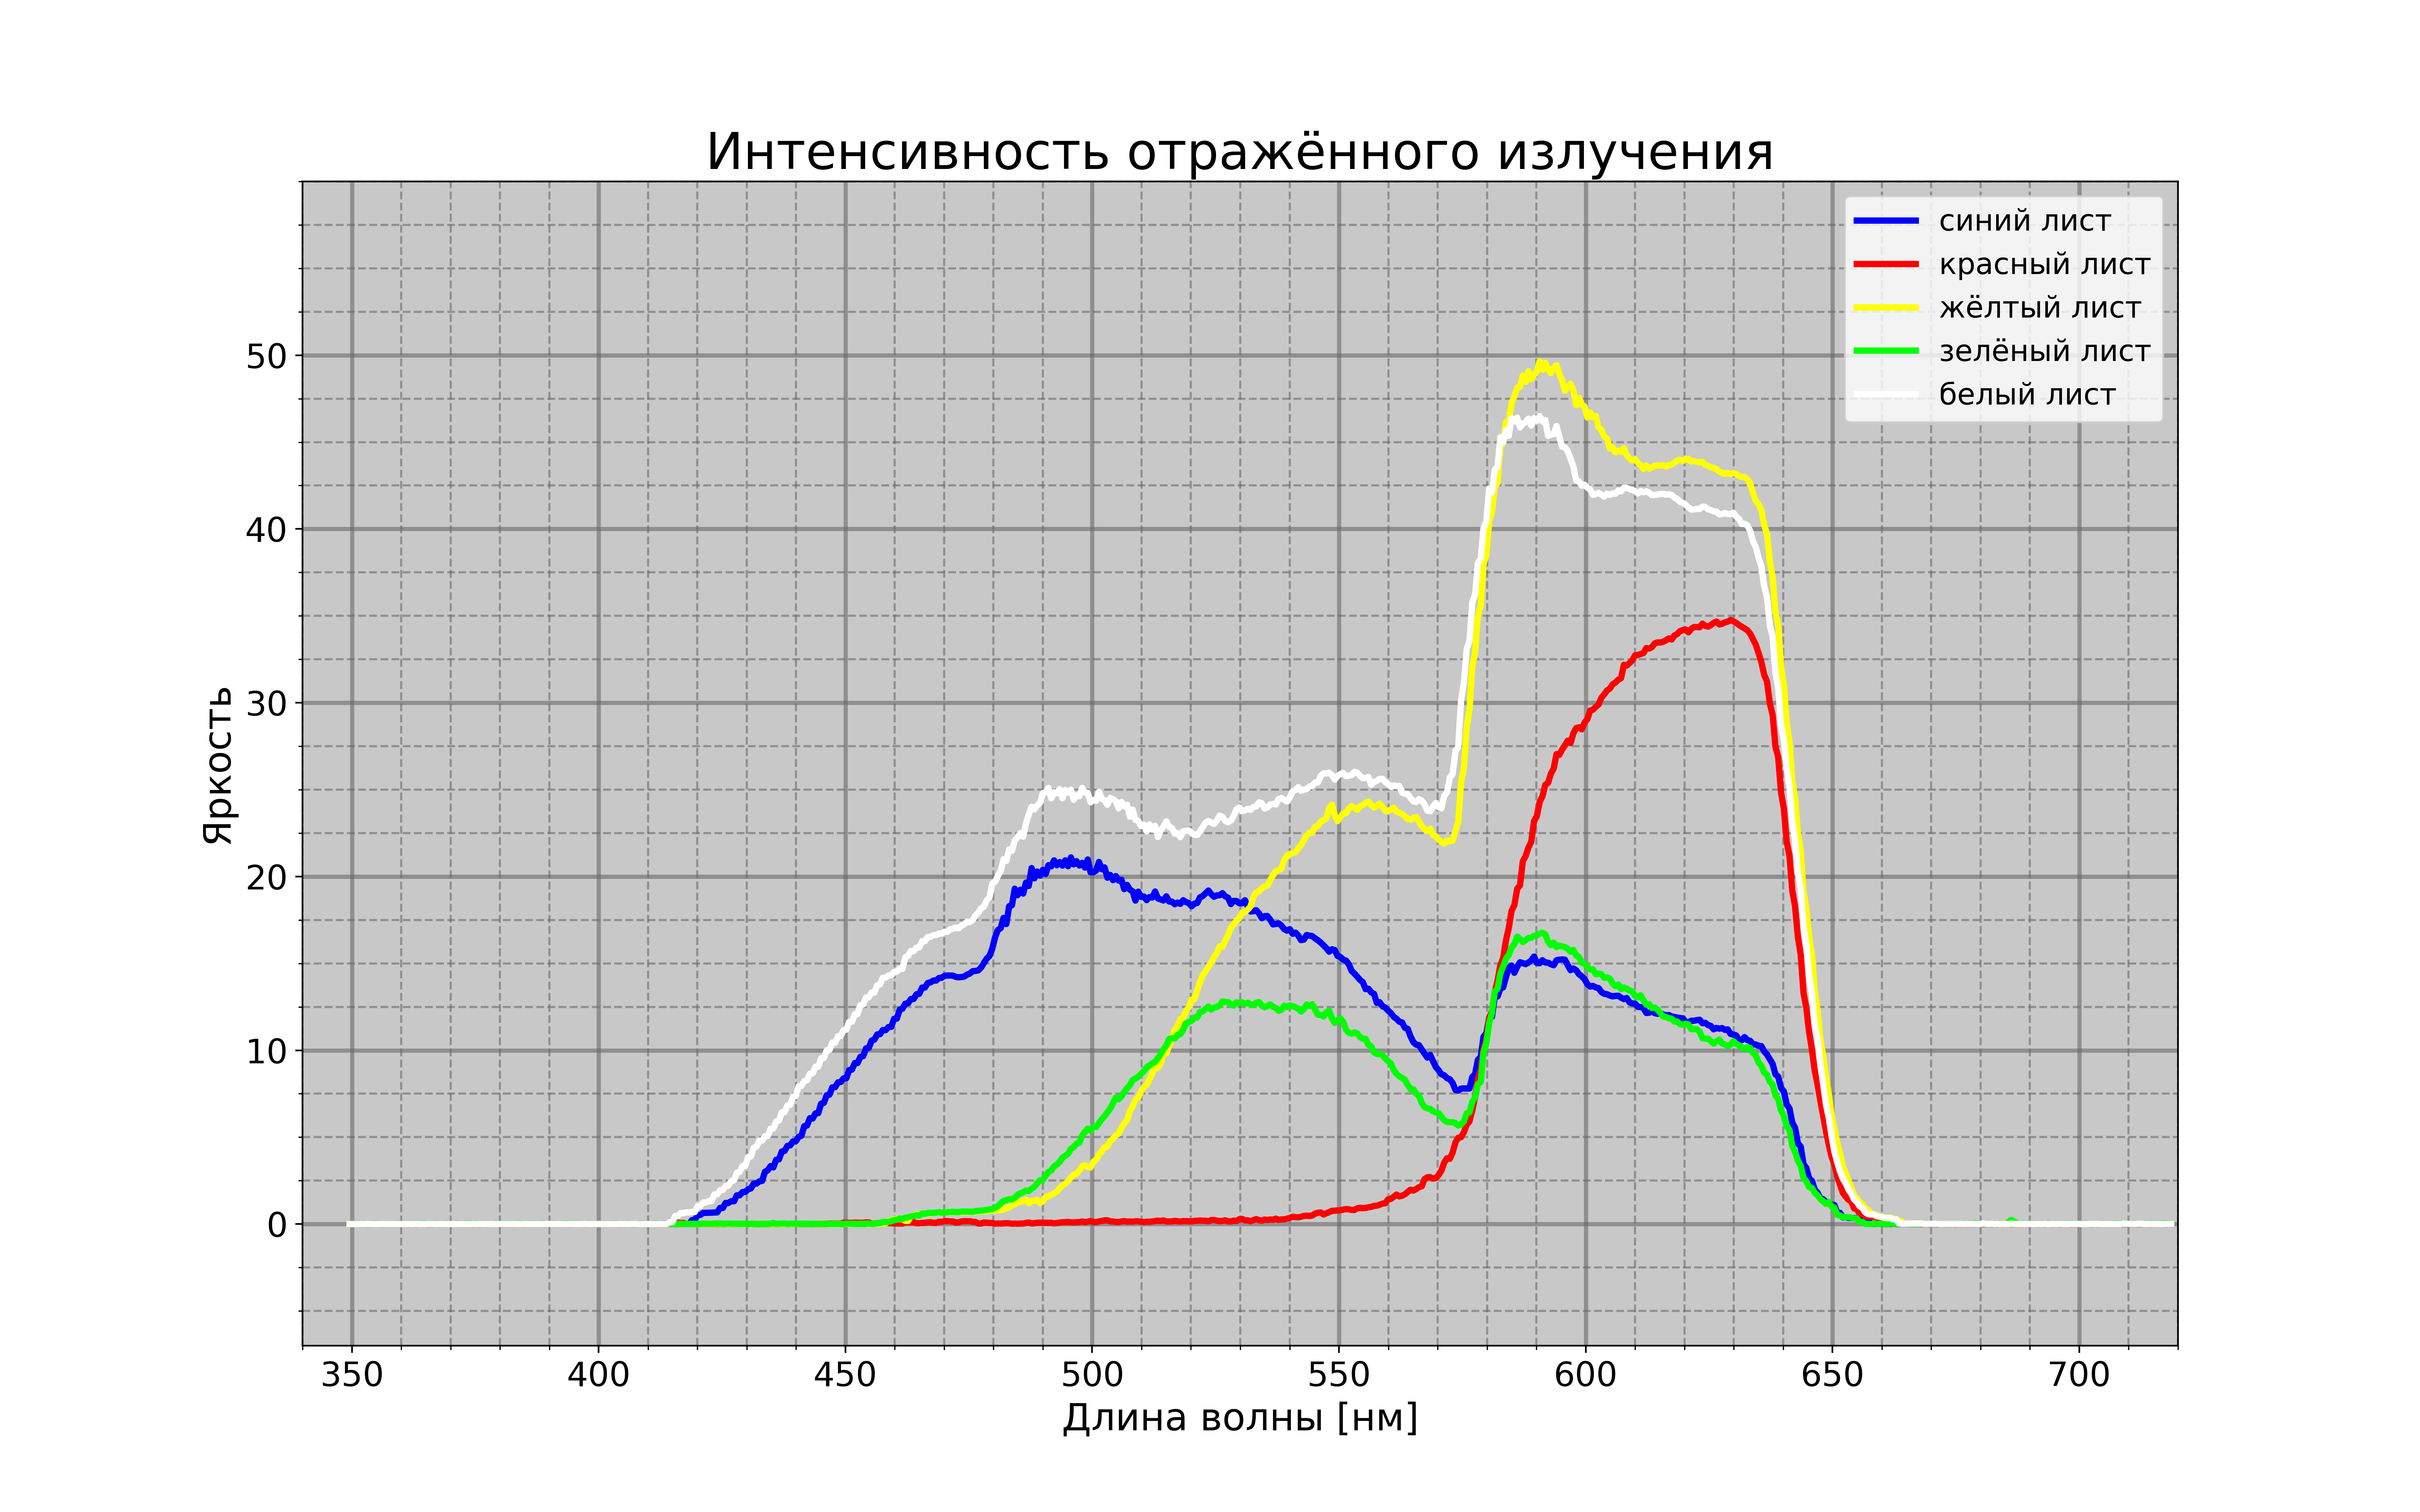 Интенсивность отражённого излучения
синий лист
красный лист
жёлтый лист
зелёный лист
белый лист
Яркость
50
40
30
20
10
0
350 400 450 500 550 600 650 700
Длина волны [нм]